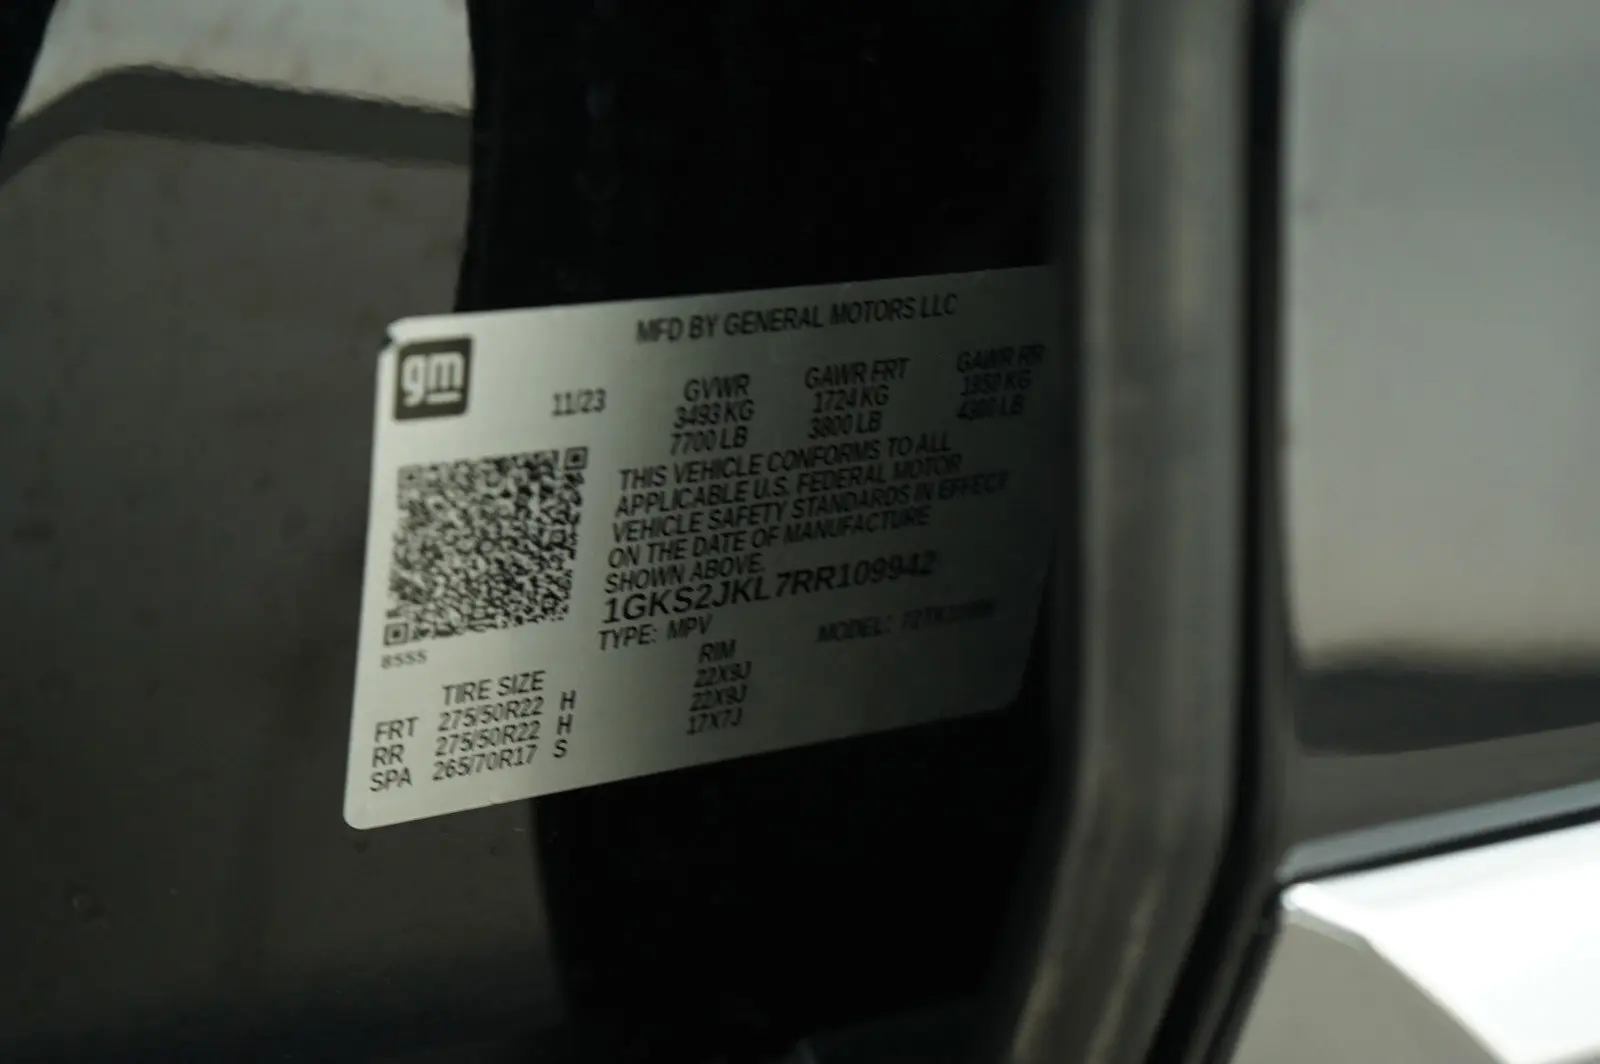 MFD BY GENERAL MOTORS LLC
gm
11/23 GVWR GAWR FRT GAWR RR
3493 KG 1724 KG 1950 KG
7700 LB 3800 LB 4300 LB
THIS VEHICLE CONFORMS TO ALL
APPLICABLE U.S. FEDERAL MOTOR
VEHICLE SAFETY STANDARDS IN EFFECT
ON THE DATE OF MANUFACTURE
SHOWN ABOVE.
1GKS2JKL7RR109942
TYPE: MPV MODEL:
8SSS
TIRE SIZE RIM
FRT 275/50R22 H 22X9J
RR 275/50R22 H 22X9J
SPA 265/70R17 S 17X7J